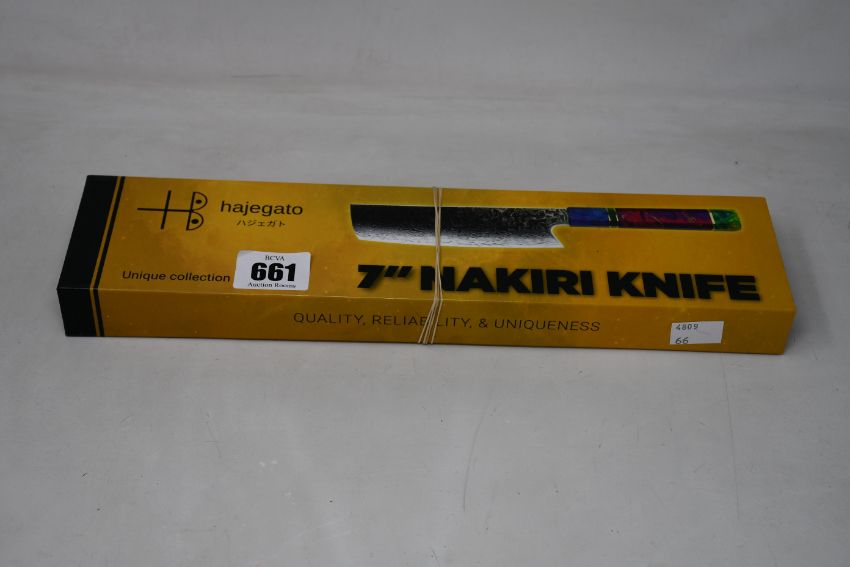 hajegato
ハジェガト
Unique collection
BCVA
661
Auction Rooms
7" NAKIRI KNIFE
QUALITY, RELIABILITY, & UNIQUENESS
4809
66